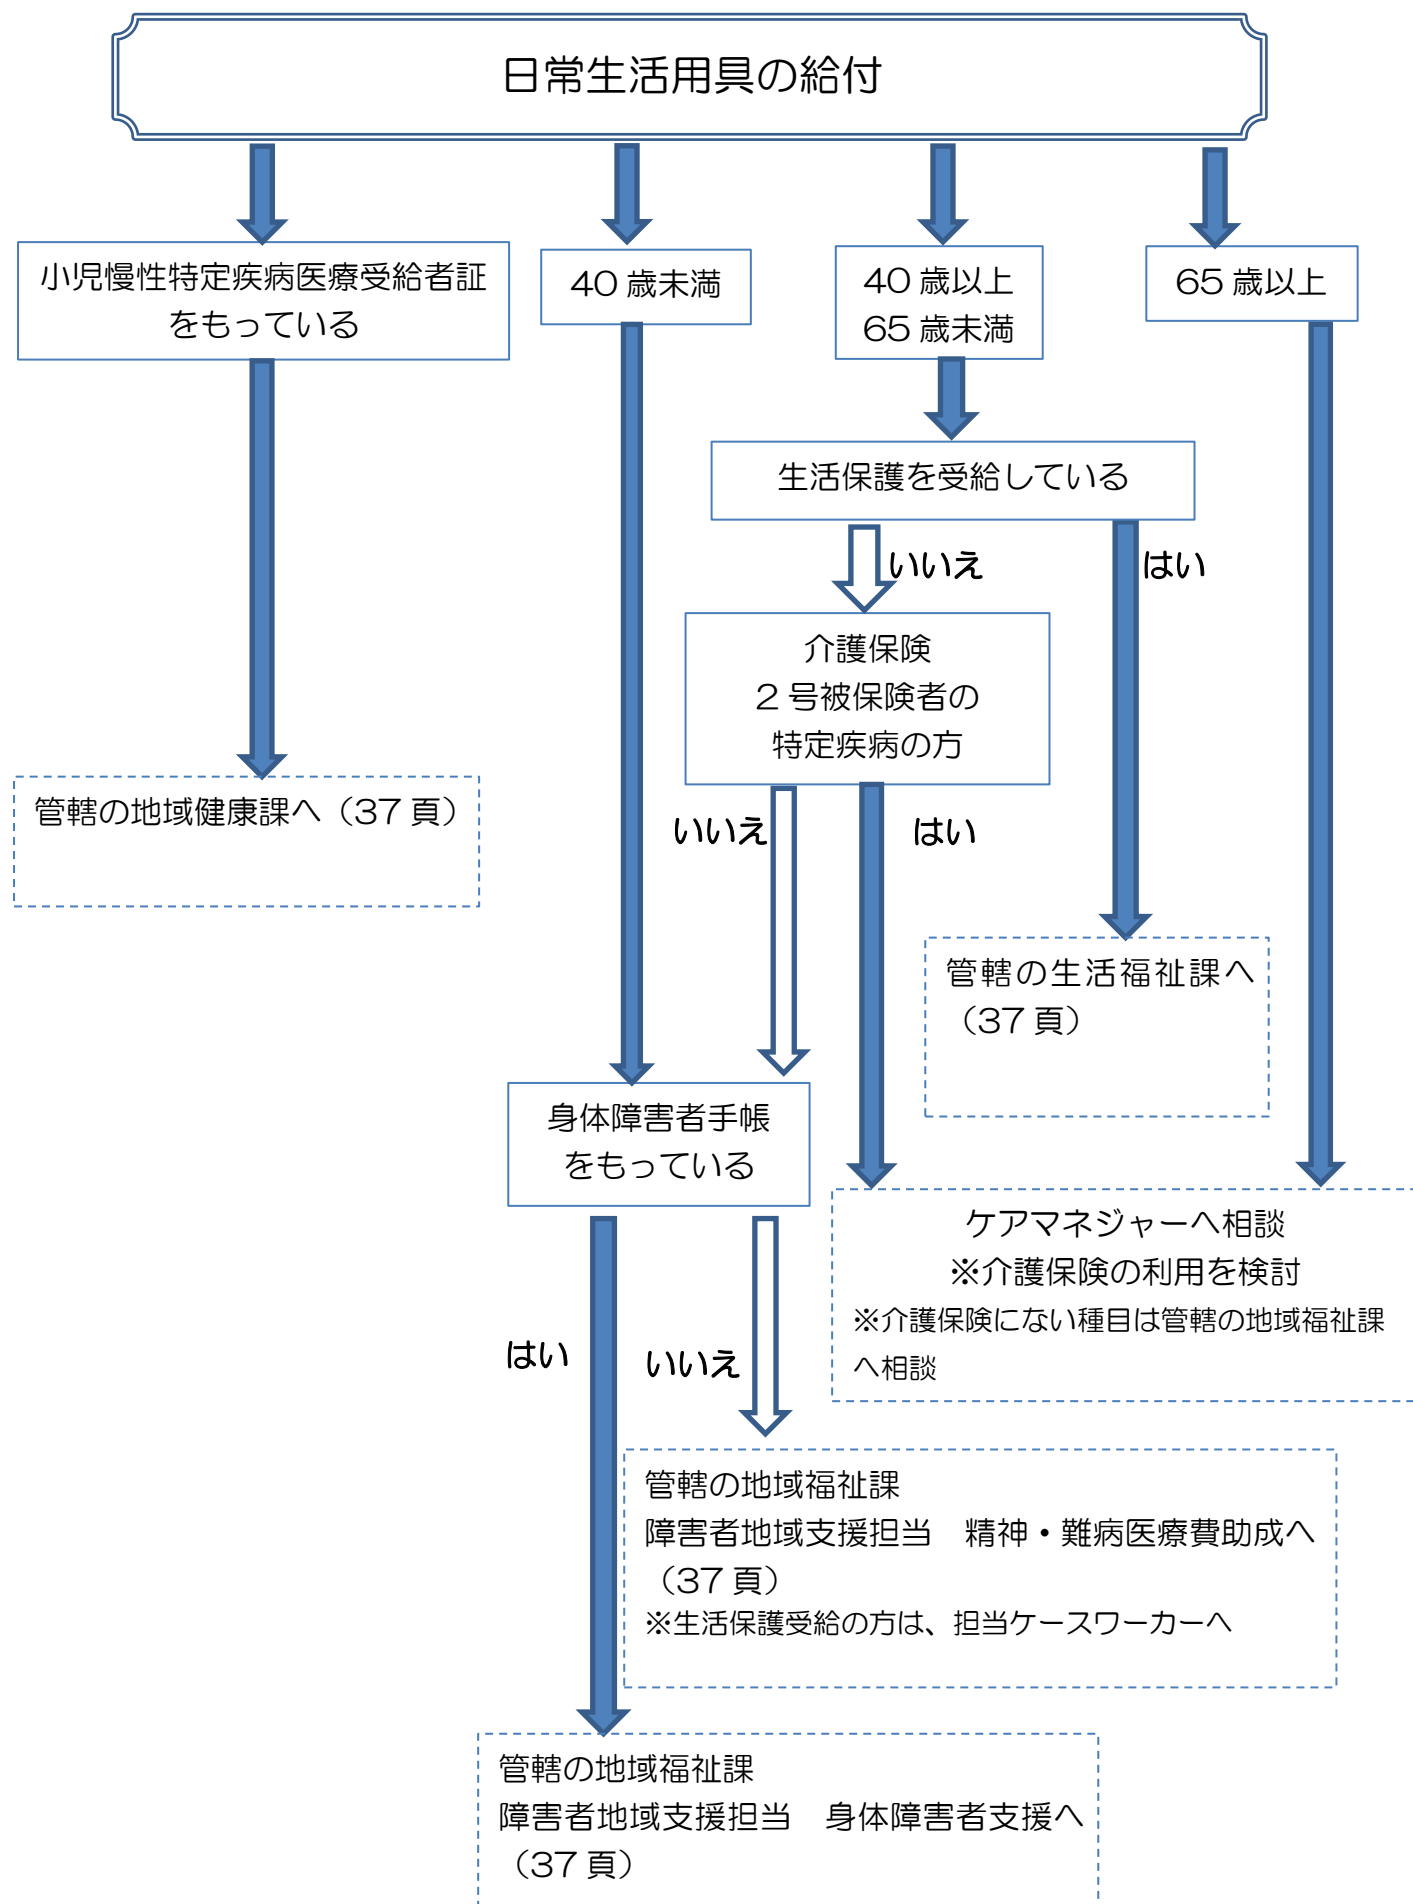 日常生活用具の給付
小児慢性特定疾病医療受給者証
をもっている
40 歳未満
40 歳以上
65 歳未満
65 歳以上
生活保護を受給している
いいえ
はい
介護保険
2 号被保険者の
特定疾病の方
管轄の地域健康課へ（37 頁）
いいえ
はい
管轄の生活福祉課へ
（37 頁）
身体障害者手帳
をもっている
ケアマネジャーへ相談
※介護保険の利用を検討
※介護保険にない種目は管轄の地域福祉課
へ相談
はい
いいえ
管轄の地域福祉課
障害者地域支援担当　精神・難病医療費助成へ
（37 頁）
※生活保護受給の方は、担当ケースワーカーへ
管轄の地域福祉課
障害者地域支援担当　身体障害者支援へ
（37 頁）